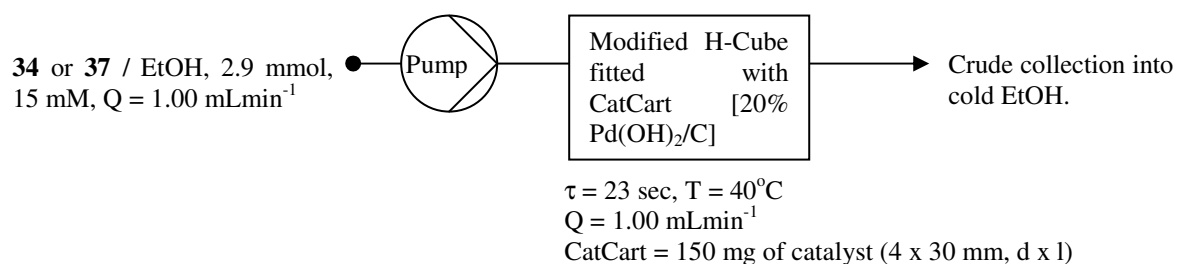 34 or 37 / EtOH, 2.9 mmol,
15 mM, Q = 1.00 mLmin⁻¹
Pump
Modified H-Cube
fitted with
CatCart [20%
Pd(OH)₂/C]
Crude collection into
cold EtOH.
τ = 23 sec, T = 40°C
Q = 1.00 mLmin⁻¹
CatCart = 150 mg of catalyst (4 x 30 mm, d x l)